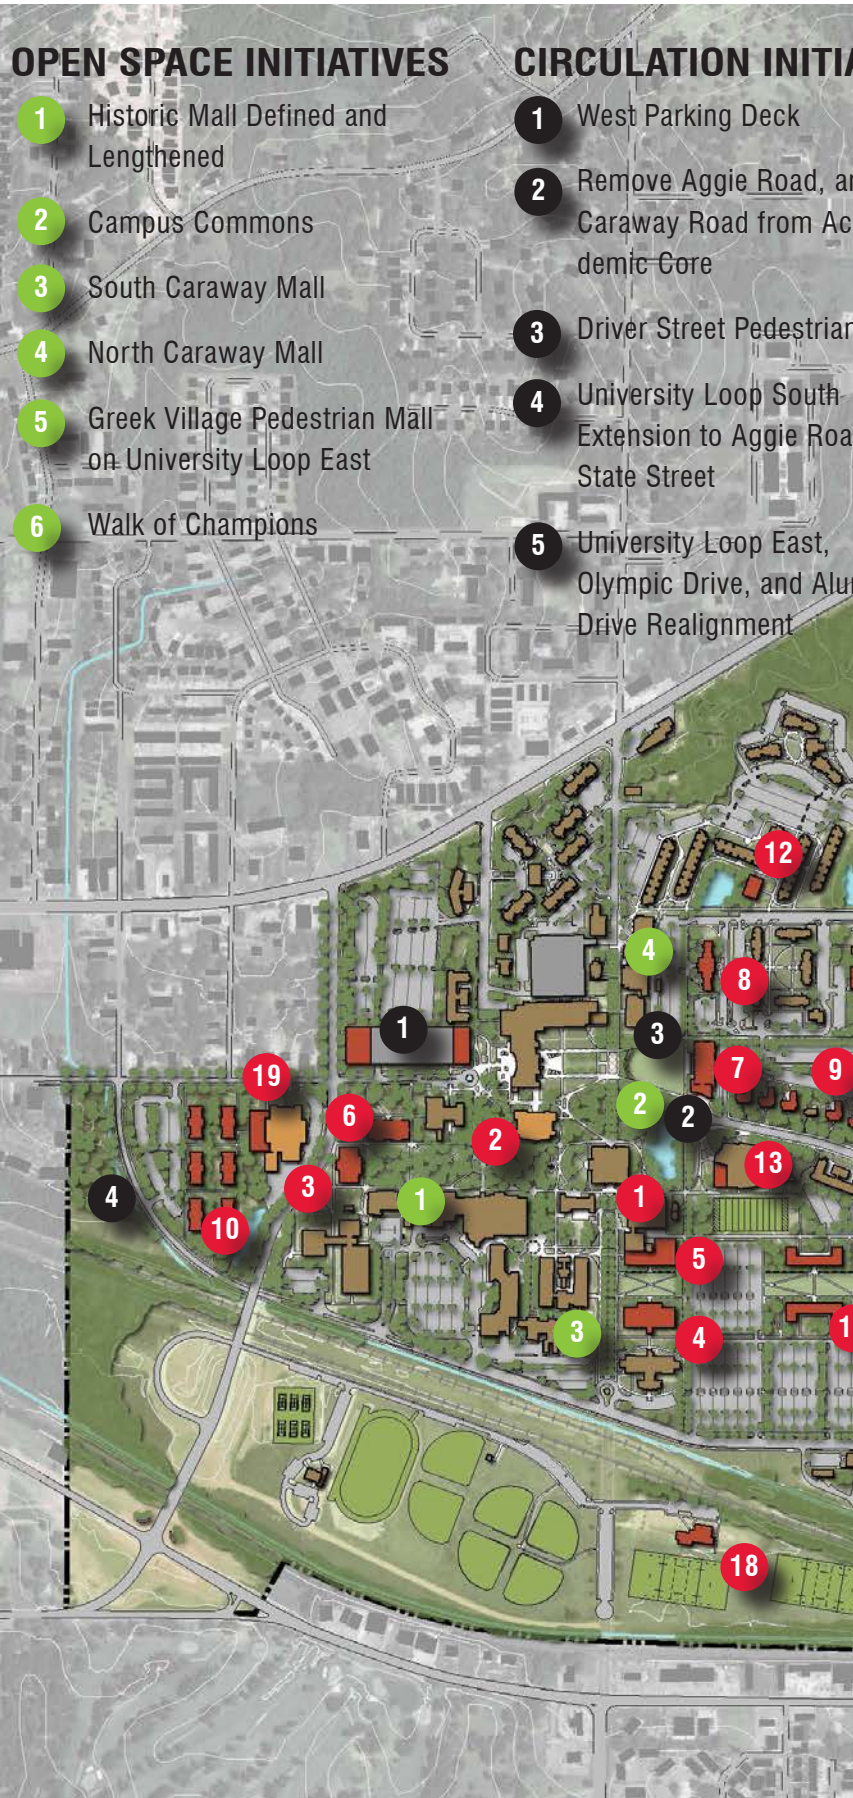 OPEN SPACE INITIATIVES
1 Historic Mall Defined and
Lengthened
2 Campus Commons
3 South Caraway Mall
4 North Caraway Mall
5 Greek Village Pedestrian Mall
on University Loop East
6 Walk of Champions
CIRCULATION INITIA
1 West Parking Deck
2 Remove Aggie Road, an
Caraway Road from Ac
demic Core
3 Driver Street Pedestrian
4 University Loop South
Extension to Aggie Roa
State Street
5 University Loop East,
Olympic Drive, and Alum
Drive Realignment
12
4
8
1
3
19
7
9
6
2
2
2
13
4
3
1
1
10
5
3
4
1
18